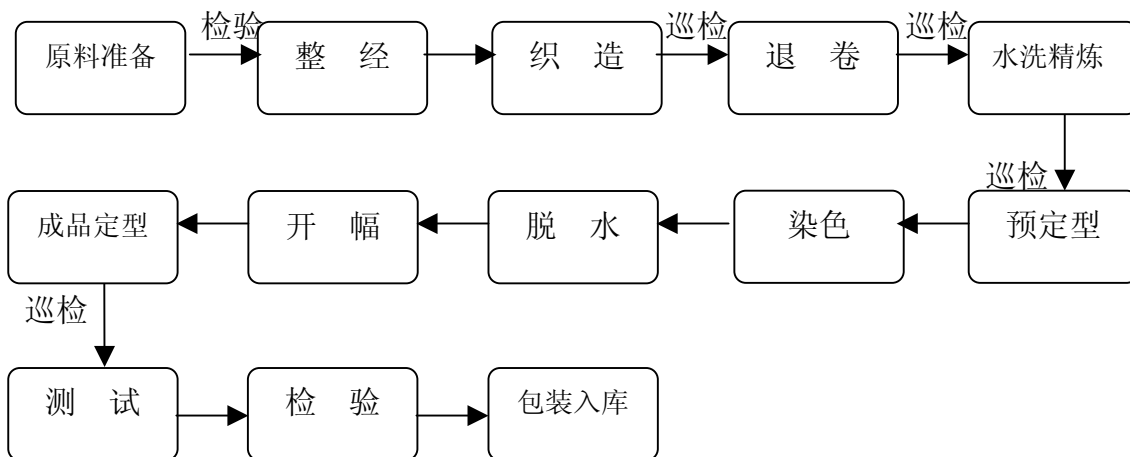 检验 巡检 巡检
原料准备 整 经 织 造 退 卷 水洗精炼
巡检
成品定型 开 幅 脱 水 染色 预定型
巡检
测 试 检 验 包装入库